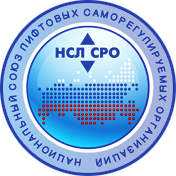 НАЦИОНАЛЬНЫЙ СОЮЗ ЛИФТОВЫХ САМОРЕГУЛИРУЕМЫХ ОРГАНИЗАЦИЙ
НСЛ СРО